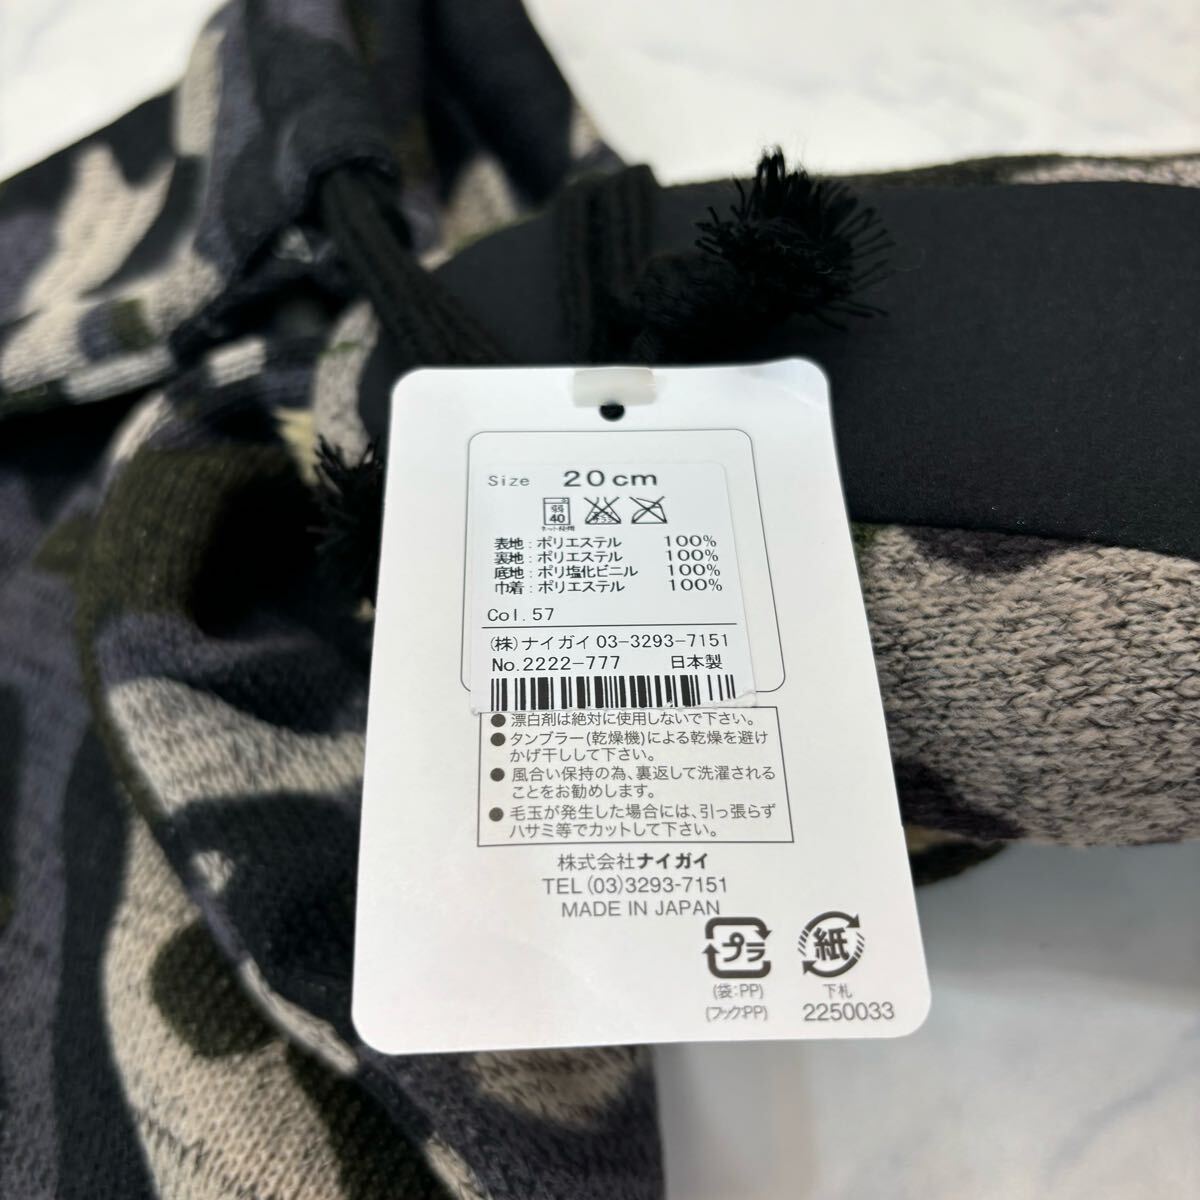 Size 20cm
弱
40
ネット使用
表地:ポリエステル 100%
裏地:ポリエステル 100%
底地:ポリ塩化ビニル 100%
巾着:ポリエステル 100%
Col.57
(株)ナイガイ 03-3293-7151
No.2222-777 日本製
● 漂白剤は絶対に使用しないで下さい。
● タンブラー(乾燥機)による乾燥を避け
かげ干しして下さい。
● 風合い保持の為、裏返して洗濯される
ことをお勧めします。
● 毛玉が発生した場合には、引っ張らず
ハサミ等でカットして下さい。
株式会社ナイガイ
TEL (03)3293-7151
MADE IN JAPAN
プラ 紙
(袋:PP) 下札
(フック:PP) 2250033